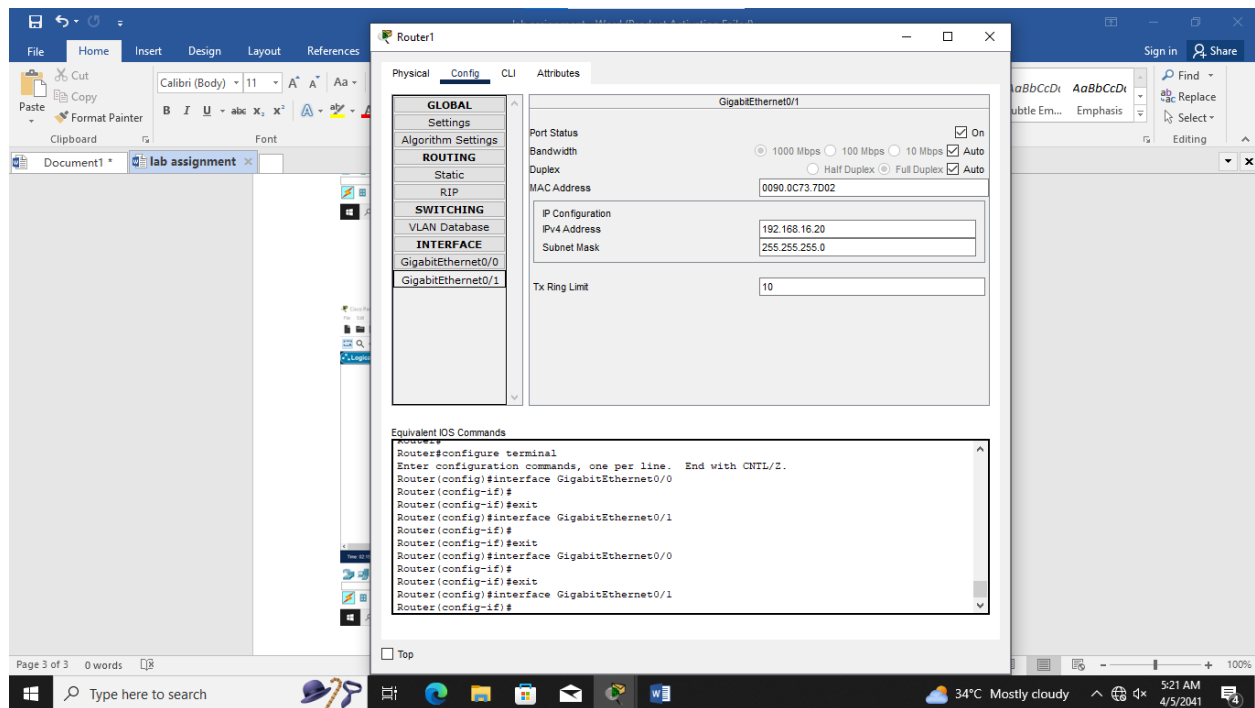 File Home Insert Design Layout References
Sign in Share
Cut
Copy
Format Painter
Paste
Clipboard
Calibri (Body) 11
Aa
B I U abc X₂ X²
Font
AaBbCcDc AaBbCcDc
Emphasis
Find
Replace
Select
Editing
Document1 *
lab assignment
Router1
Physical Config CLI Attributes
GLOBAL
Settings
Algorithm Settings
ROUTING
Static
RIP
SWITCHING
VLAN Database
INTERFACE
GigabitEthernet0/0
GigabitEthernet0/1
GigabitEthernet0/1
Port Status On
Bandwidth 1000 Mbps 100 Mbps 10 Mbps Auto
Duplex Half Duplex Full Duplex Auto
MAC Address 0090.0C73.7D02
IP Configuration
IPv4 Address 192.168.16.20
Subnet Mask 255.255.255.0
Tx Ring Limit 10
Equivalent IOS Commands
Router#
Router#configure terminal
Enter configuration commands, one per line. End with CNTL/Z.
Router(config)#interface GigabitEthernet0/0
Router(config-if)#
Router(config-if)#exit
Router(config)#interface GigabitEthernet0/1
Router(config-if)#
Router(config-if)#exit
Router(config)#interface GigabitEthernet0/0
Router(config-if)#
Router(config-if)#exit
Router(config)#interface GigabitEthernet0/1
Router(config-if)#
Top
Page 3 of 3 0 words
100%
Type here to search
34°C Mostly cloudy
5:21 AM
4/5/2041
4